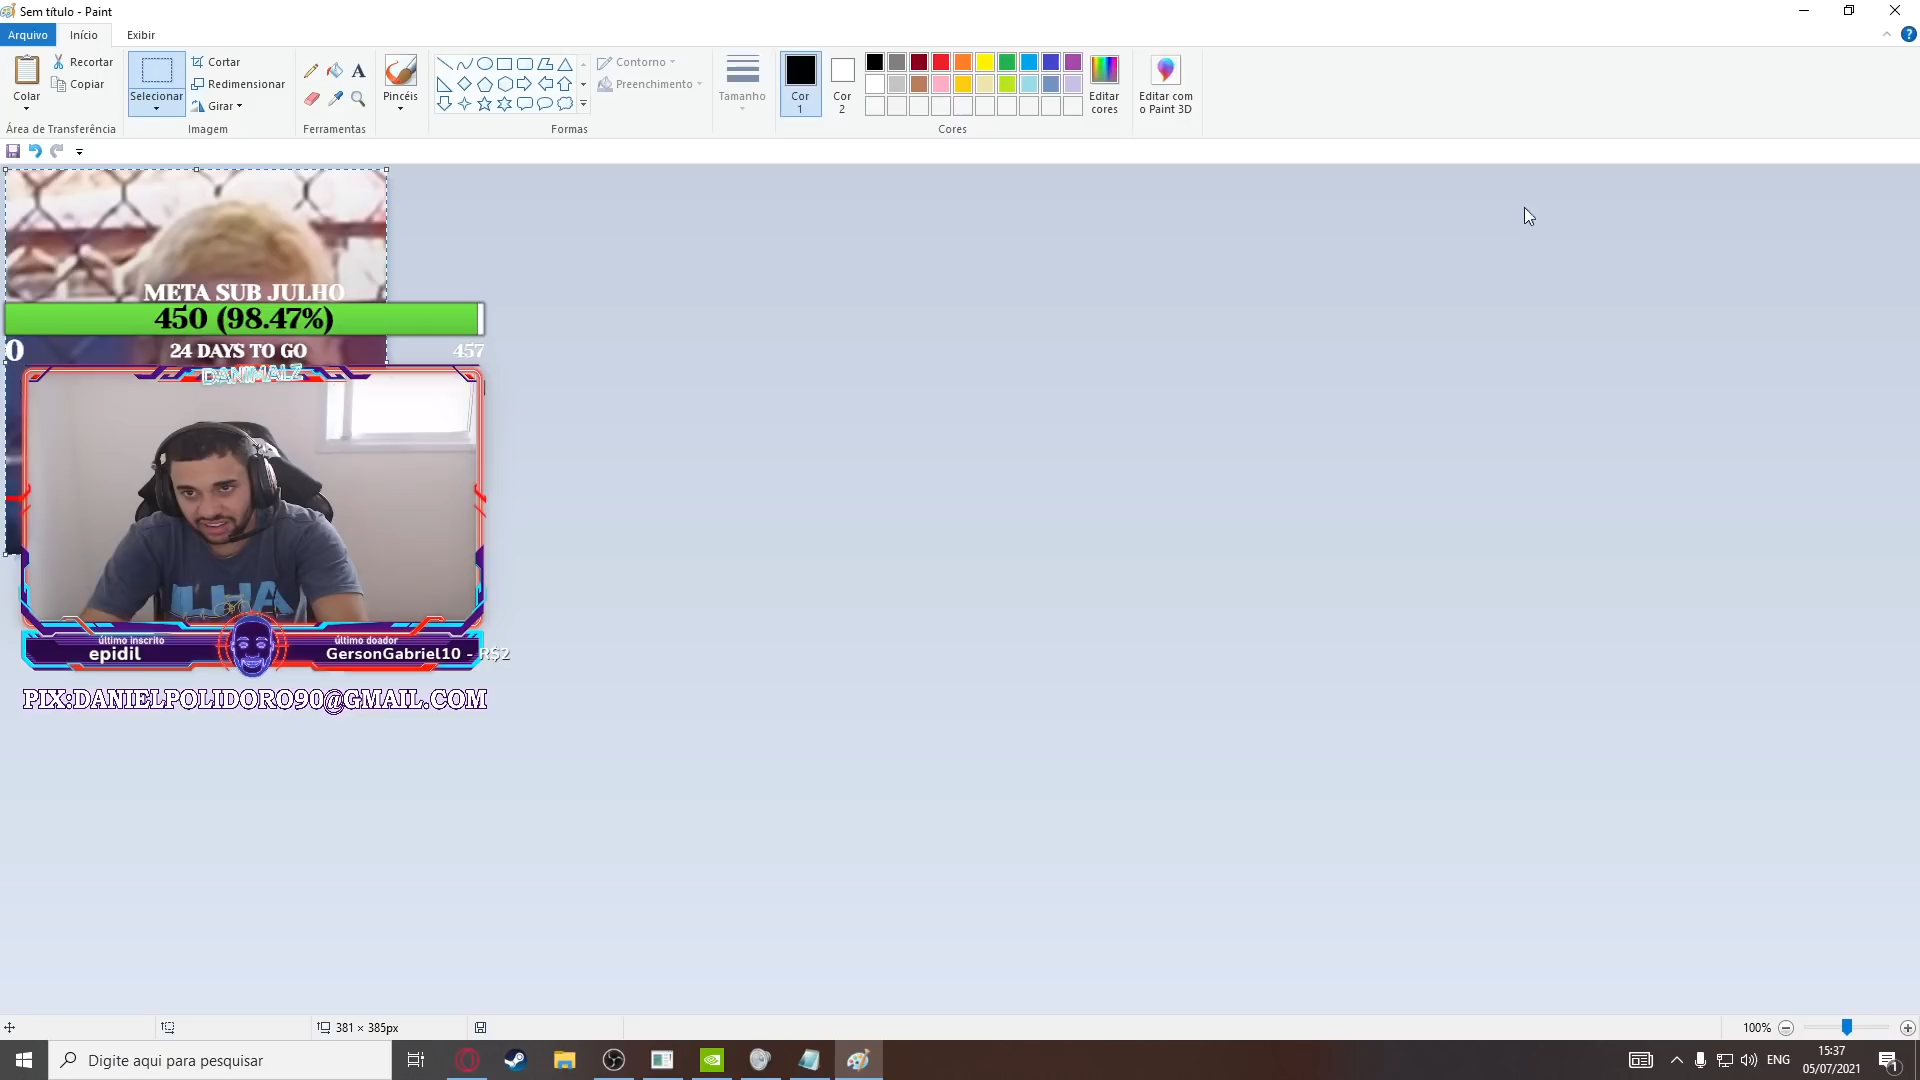 Sem título - Paint
Arquivo Início Exibir
Colar
Recortar
Copiar
Área de Transferência
Selecionar
Cortar
Redimensionar
Girar
Imagem
A
Ferramentas
Pincéis
Contorno
Preenchimento
Formas
Tamanho
Cor
1
Cor
2
Cores
Editar
cores
Editar com
o Paint 3D
META SUB JULHO
450 (98.47%)
0 24 DAYS TO GO 457
DANIMALZ
ILHA
último inscrito
epidil
último doador
GersonGabriel10 - R$2
PIX:DANIELPOLIDORO90@GMAIL.COM
381 × 385px
100%
Digite aqui para pesquisar
ENG
15:37
05/07/2021
1